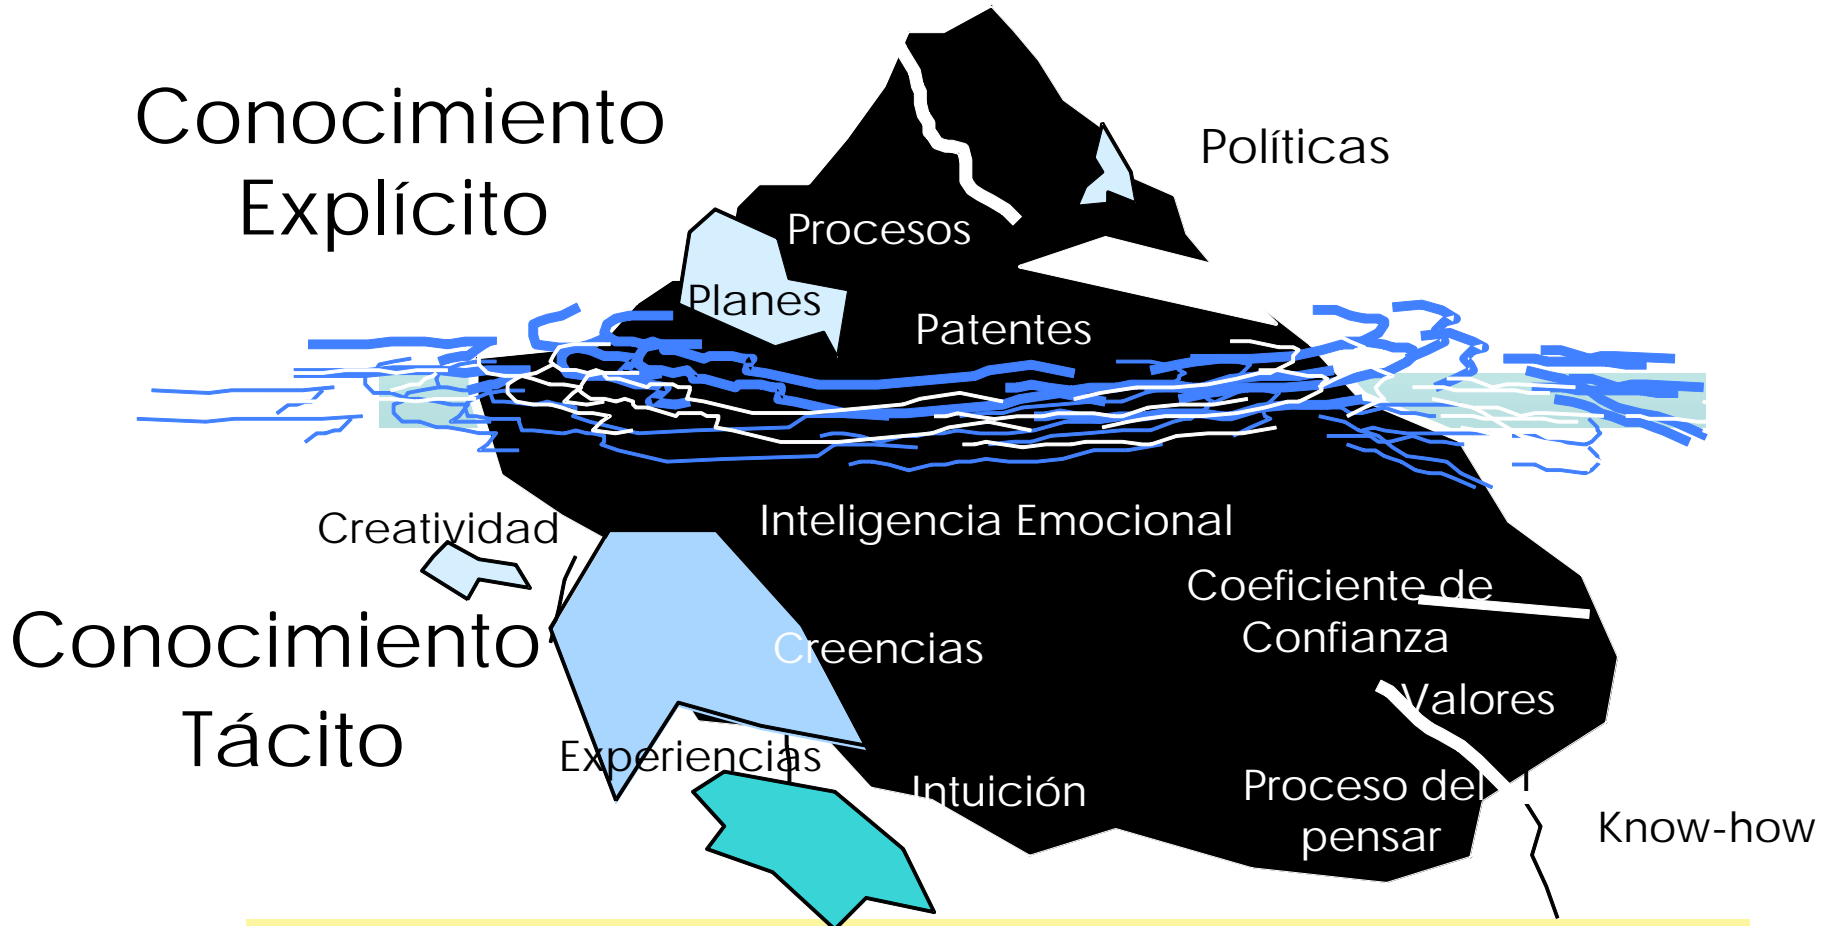 Conocimiento
Explícito
Políticas
Procesos
Planes
Patentes
Inteligencia Emocional
Creatividad
Coeficiente de
Confianza
Conocimiento
Tácito
Creencias
Valores
Experiencias
Intuición
Proceso del
pensar
Know-how